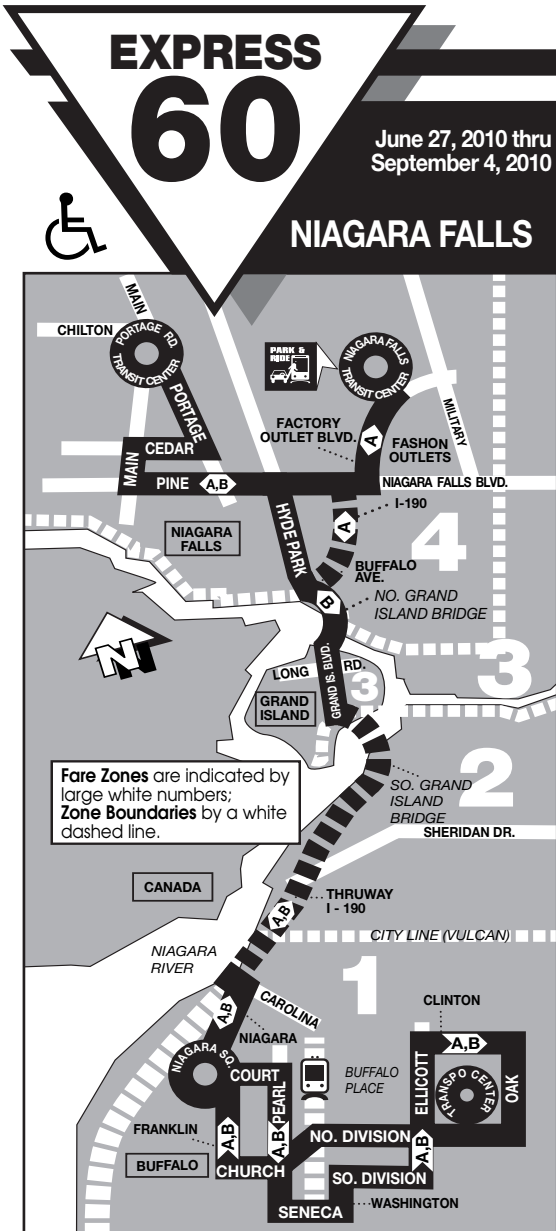 EXPRESS
60
June 27, 2010 thru
September 4, 2010
NIAGARA FALLS
MAIN
CHILTON
PORTAGE RD.
TRANSIT CENTER
PARK &
RIDE
NIAGARA FALLS
TRANSIT CENTER
PORTAGE
MILITARY
FACTORY
OUTLET BLVD.
A
FASHON
OUTLETS
CEDAR
MAIN
PINE
A,B
NIAGARA FALLS BLVD.
I-190
HYDE PARK
A
4
NIAGARA
FALLS
BUFFALO
AVE.
B
NO. GRAND
ISLAND BRIDGE
N
GRAND IS. BLVD.
LONG RD.
3
3
GRAND
ISLAND
2
Fare Zones are indicated by
large white numbers;
Zone Boundaries by a white
dashed line.
SO. GRAND
ISLAND
BRIDGE
SHERIDAN DR.
CANADA
THRUWAY
I - 190
A,B
CITY LINE (VULCAN)
NIAGARA
RIVER
1
CAROLINA
CLINTON
A,B
NIAGARA
A,B
NIAGARA SQ.
COURT
PEARL
BUFFALO
PLACE
ELLICOTT
TRANSPO CENTER
OAK
FRANKLIN
A,B
A,B
NO. DIVISION
A,B
BUFFALO
CHURCH
SO. DIVISION
WASHINGTON
SENECA